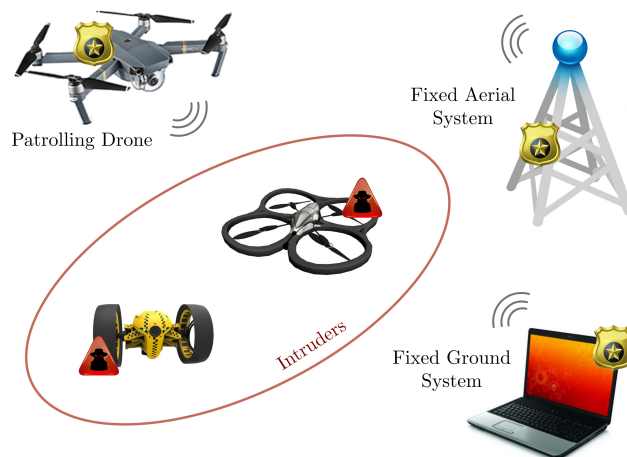 Fixed Aerial
System
Patrolling Drone
Intruders
Fixed Ground
System